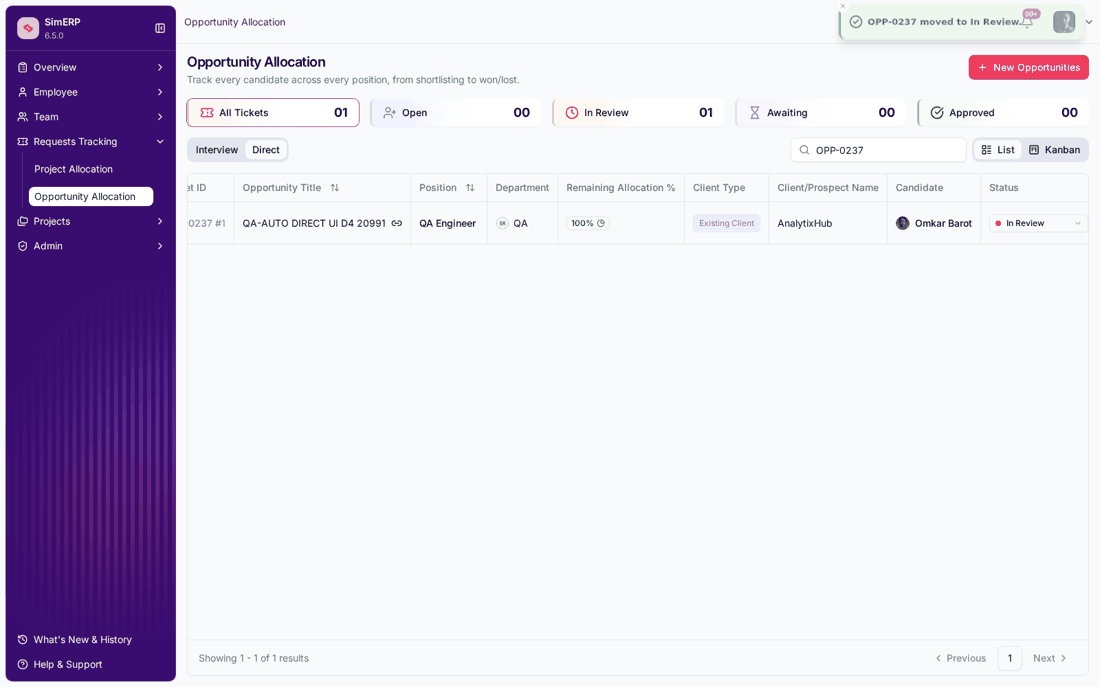 SimERP
6.5.0
Overview
Employee
Team
Requests Tracking
Project Allocation
Opportunity Allocation
Projects
Admin
What's New & History
Help & Support
Opportunity Allocation
OPP-0237 moved to In Review.
99+
Opportunity Allocation
Track every candidate across every position, from shortlisting to won/lost.
New Opportunities
All Tickets 01
Open 00
In Review 01
Awaiting 00
Approved 00
Interview Direct
OPP-0237
List Kanban
et ID Opportunity Title Position Department Remaining Allocation % Client Type Client/Prospect Name Candidate Status
0237 #1 QA-AUTO DIRECT UI D4 20991 QA Engineer QA 100% Existing Client AnalytixHub Omkar Barot In Review
Showing 1 - 1 of 1 results
Previous 1 Next